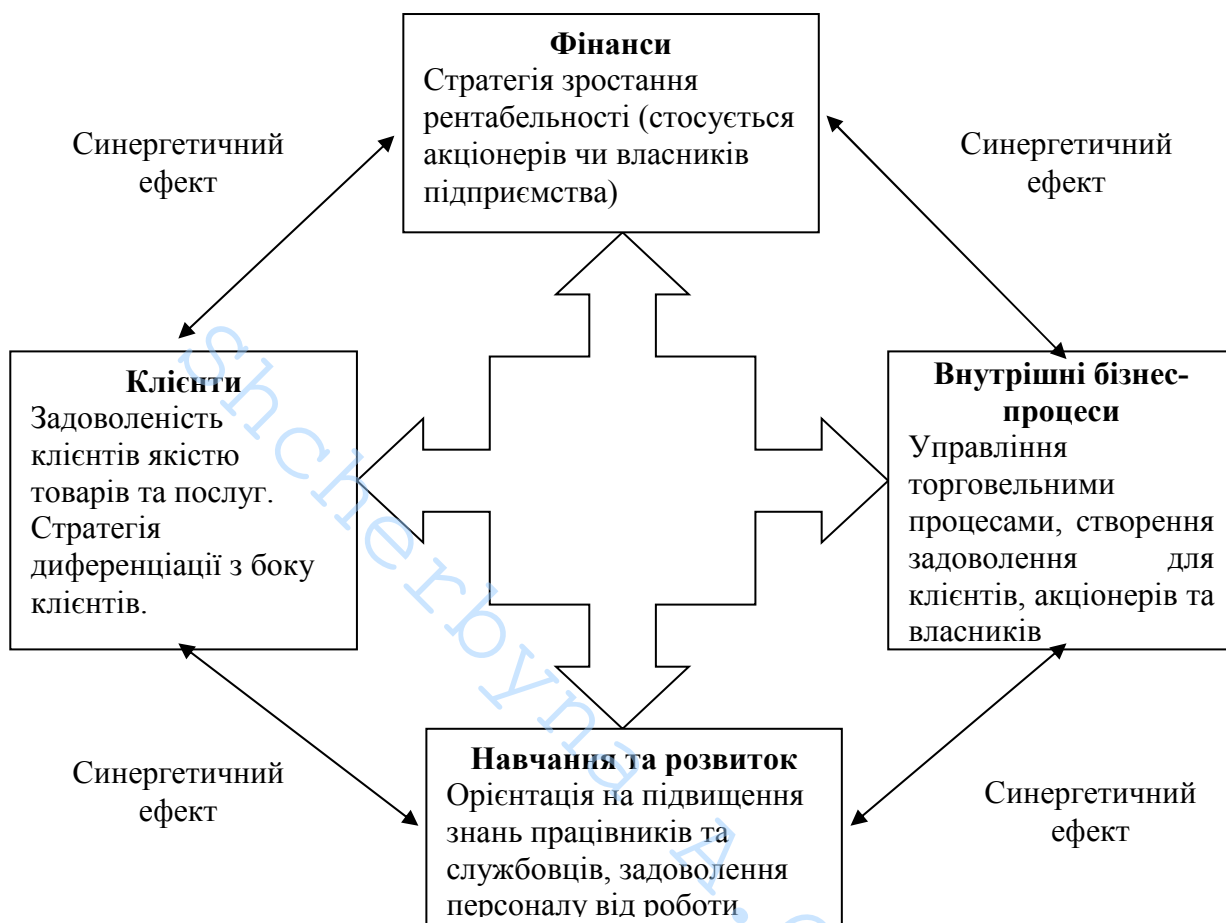 Фінанси
Стратегія зростання
рентабельності (стосується
акціонерів чи власників
підприємства)
Синергетичний
ефект
Синергетичний
ефект
Клієнти
Задоволеність
клієнтів якістю
товарів та послуг.
Стратегія
диференціації з боку
клієнтів.
Внутрішні бізнес-
процеси
Управління
торговельними
процесами, створення
задоволення для
клієнтів, акціонерів та
власників
Навчання та розвиток
Орієнтація на підвищення
знань працівників та
службовців, задоволення
персоналу від роботи
Синергетичний
ефект
Синергетичний
ефект
Shcherbyna A.